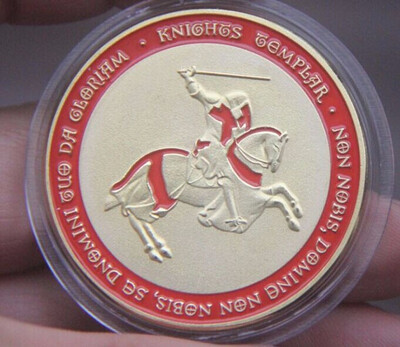 KNIGHTS TEMPLAR · NON NOBIS, DOMINE NON NOBIS, SE DNOMINI TUO DA GLORIAM ·